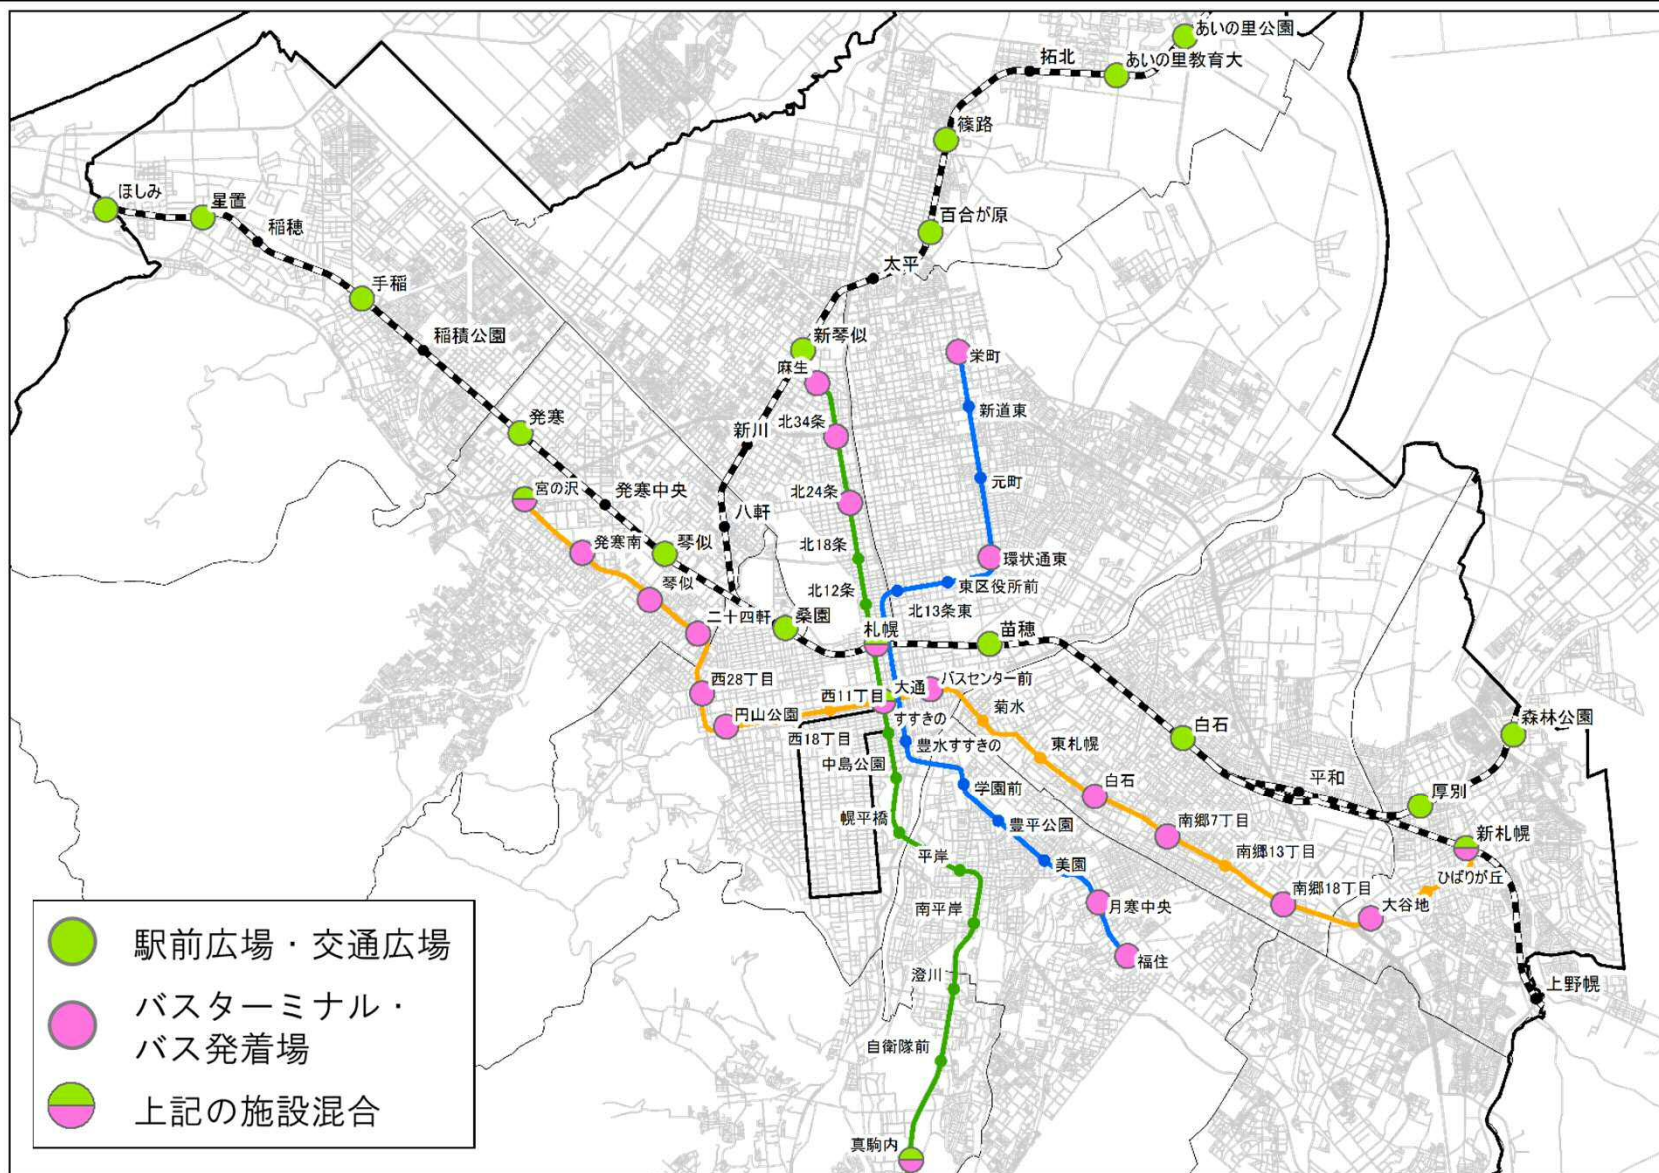 あいの里公園
あいの里教育大
拓北
篠路
ほしみ
星置
稲穂
百合が原
太平
手稲
稲積公園
新琴似
麻生
栄町
新道東
発寒
北34条
新川
元町
宮の沢
発寒中央
北24条
八軒
発寒南
琴似
北18条
環状通東
琴似
北12条
東区役所前
北13条東
二十四軒
桑園
札幌
苗穂
西28丁目
西11丁目
大通
バスセンター前
円山公園
すすきの
菊水
西18丁目
豊水すすきの
東札幌
白石
森林公園
中島公園
学園前
白石
平和
厚別
幌平橋
豊平公園
南郷7丁目
新札幌
平岸
美園
南郷13丁目
ひばりが丘
南平岸
月寒中央
南郷18丁目
大谷地
澄川
福住
上野幌
自衛隊前
真駒内
駅前広場・交通広場
バスターミナル・
バス発着場
上記の施設混合